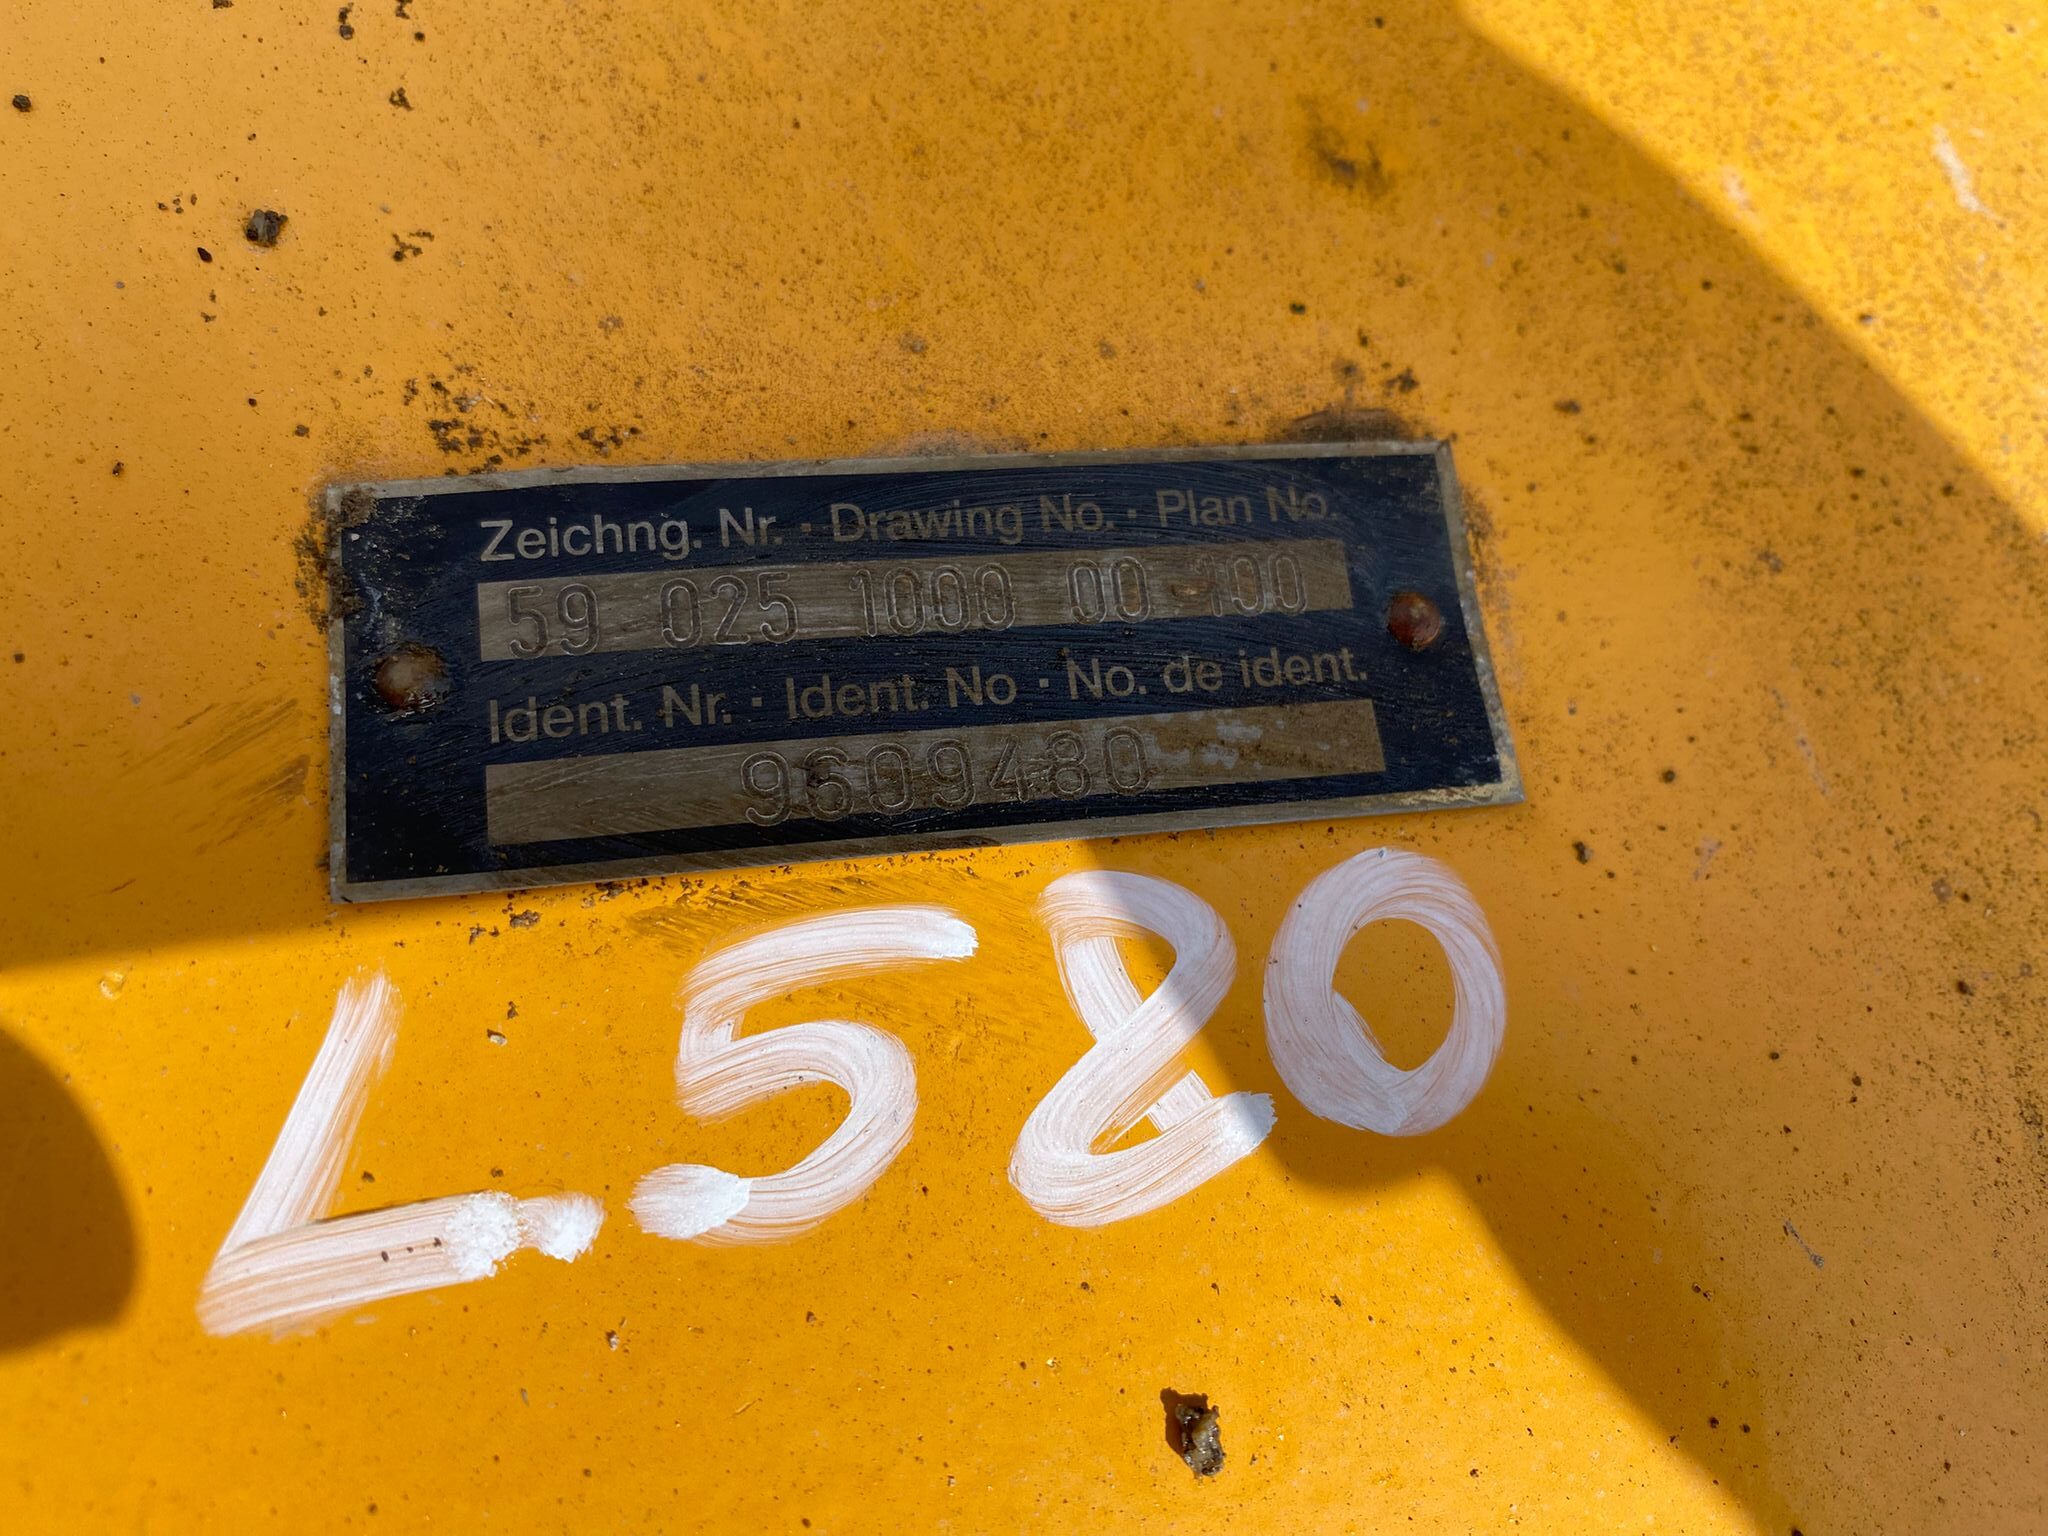 Zeichng. Nr. · Drawing No. · Plan No.
59 025 1000 00 100
Ident. Nr. · Ident. No · No. de ident.
9609480
L.580